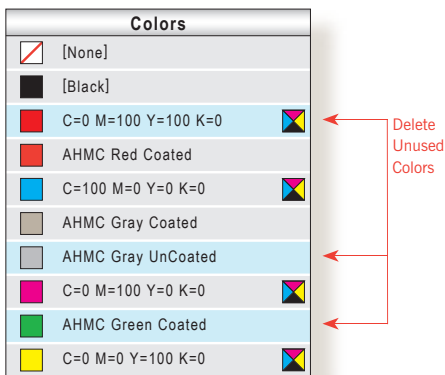 Colors
[None]
[Black]
C=0 M=100 Y=100 K=0
AHMC Red Coated
C=100 M=0 Y=0 K=0
AHMC Gray Coated
AHMC Gray UnCoated
C=0 M=100 Y=0 K=0
AHMC Green Coated
C=0 M=0 Y=100 K=0
Delete
Unused
Colors